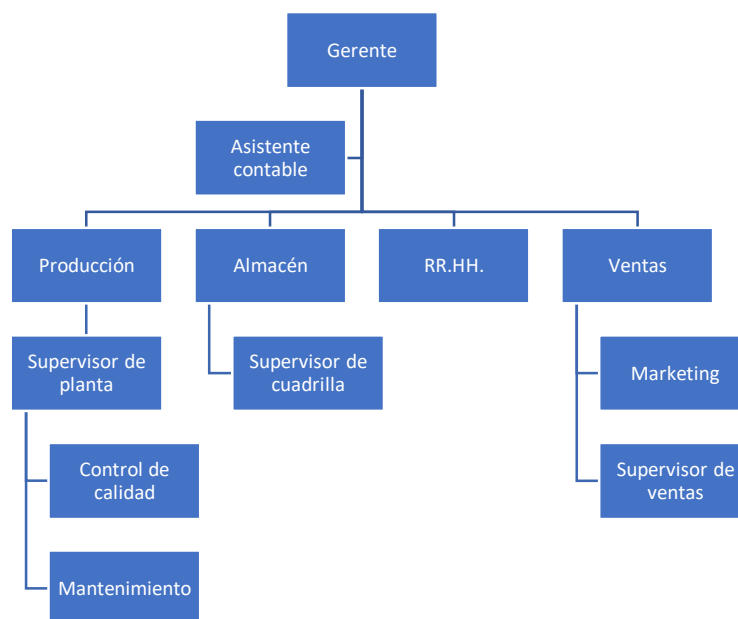 Gerente
Asistente
contable
Producción
Almacén
RR.HH.
Ventas
Supervisor de
planta
Supervisor de
cuadrilla
Marketing
Control de
calidad
Supervisor de
ventas
Mantenimiento